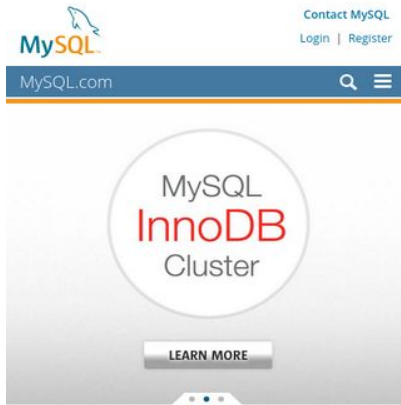 MySQL
Contact MySQL
Login | Register
MySQL.com
MySQL
InnoDB
Cluster
LEARN MORE